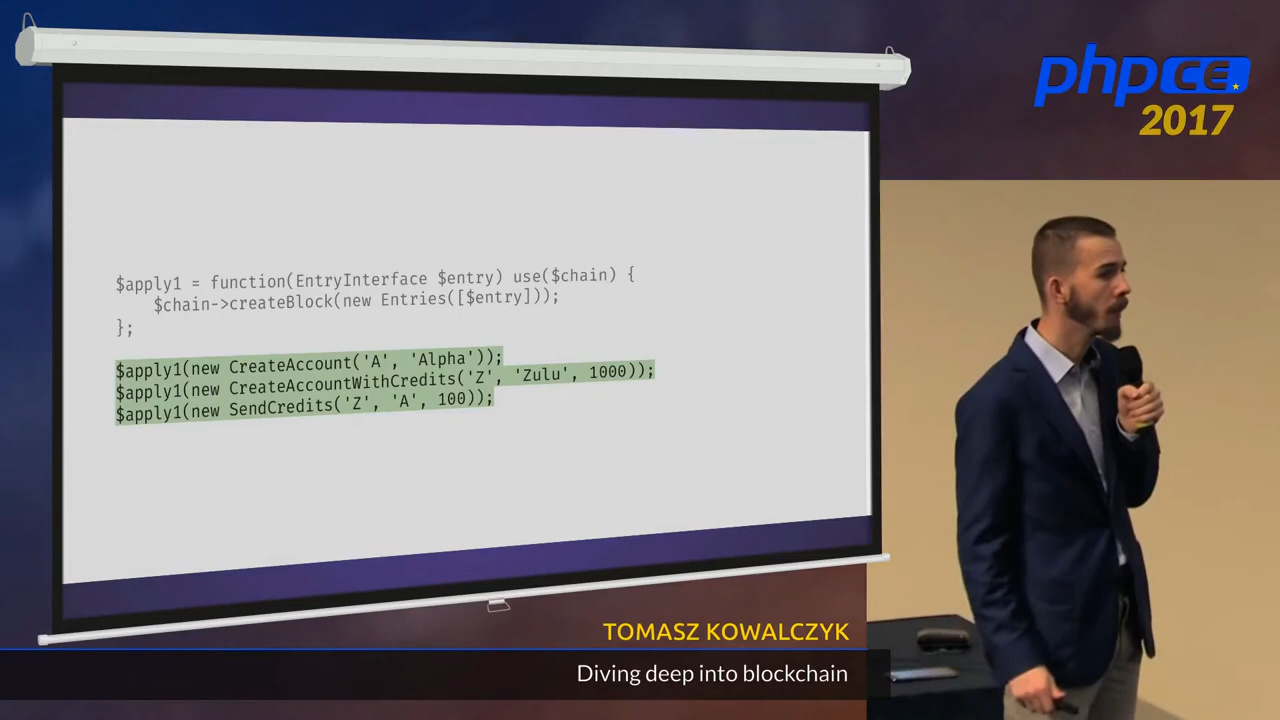 phpCE
2017
$apply1 = function(EntryInterface $entry) use($chain) {
$chain->createBlock(new Entries([$entry]));
};
$apply1(new CreateAccount('A', 'Alpha'));
$apply1(new CreateAccountWithCredits('Z', 'Zulu', 1000));
$apply1(new SendCredits('Z', 'A', 100));
TOMASZ KOWALCZYK
Diving deep into blockchain